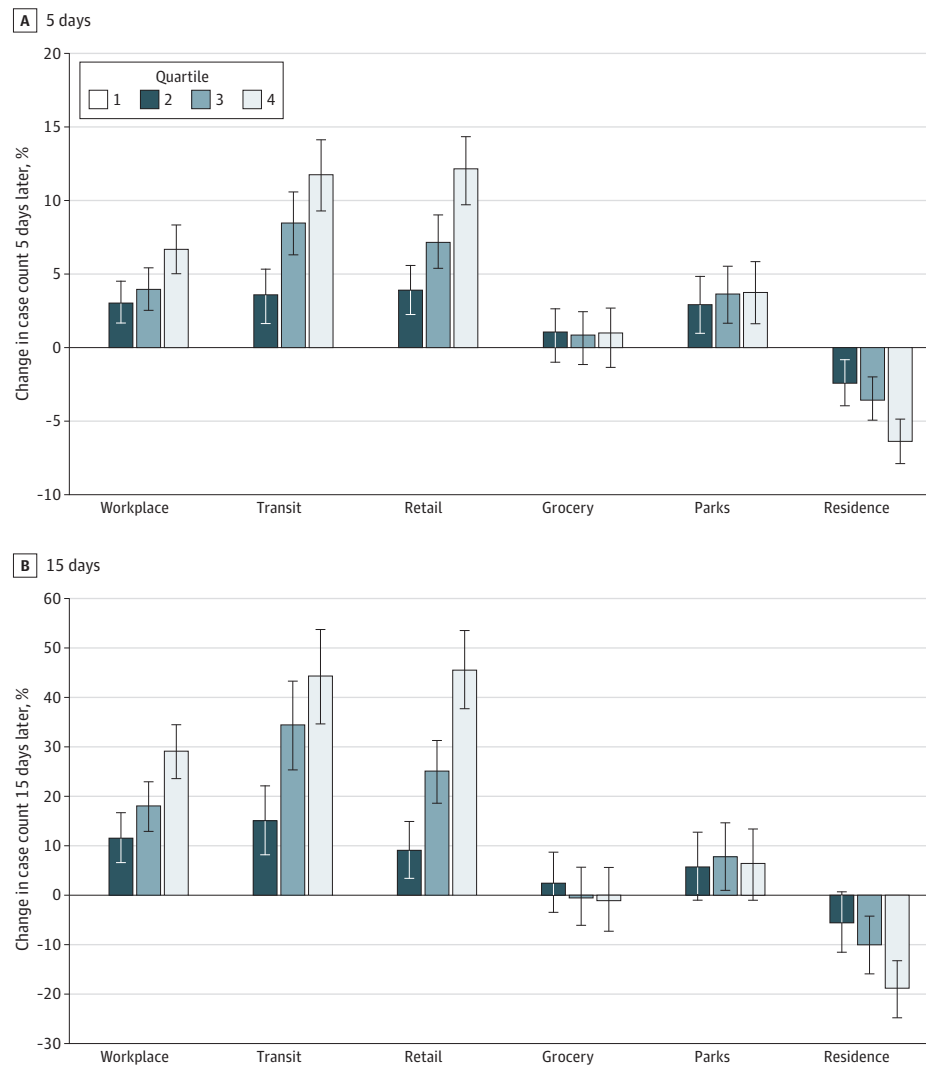 A 5 days
Change in case count 5 days later, %
20
15
10
5
0
-5
-10
Quartile
1 2 3 4
Workplace Transit Retail Grocery Parks Residence
B 15 days
Change in case count 15 days later, %
60
50
40
30
20
10
0
-10
-20
-30
Workplace Transit Retail Grocery Parks Residence